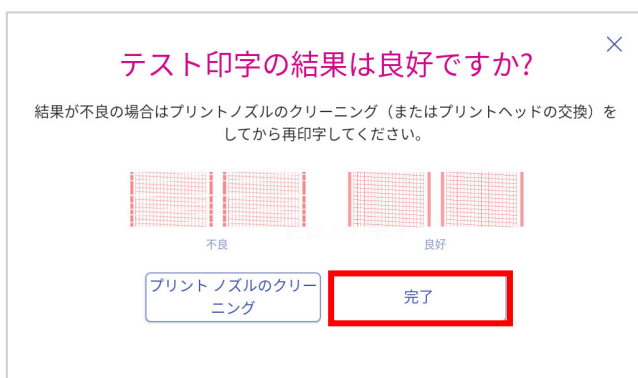 テスト印字の結果は良好ですか?
結果が不良の場合はプリントノズルのクリーニング（またはプリントヘッドの交換）を
してから再印字してください。
不良
良好
プリント ノズルのクリー
ニング
完了